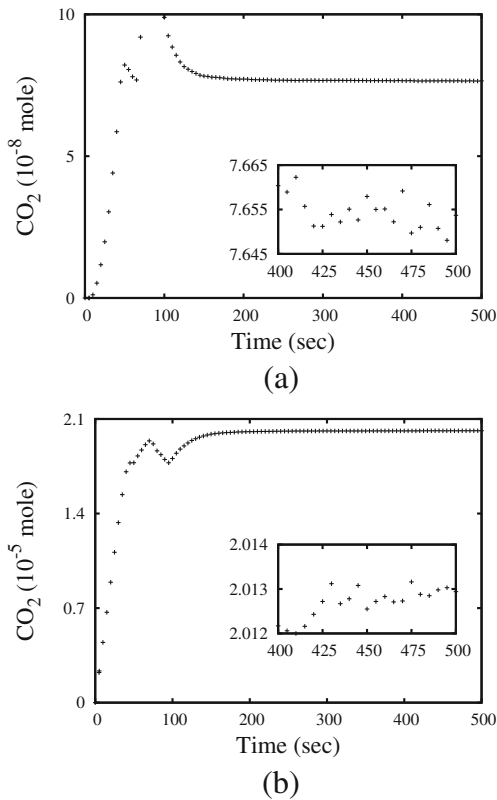 10
5
0
CO₂ (10⁻⁸ mole)
7.665
7.655
7.645
400 425 450 475 500
0 100 200 300 400 500
Time (sec)
(a)
2.1
1.4
0.7
0
CO₂ (10⁻⁵ mole)
2.014
2.013
2.012
400 425 450 475 500
0 100 200 300 400 500
Time (sec)
(b)